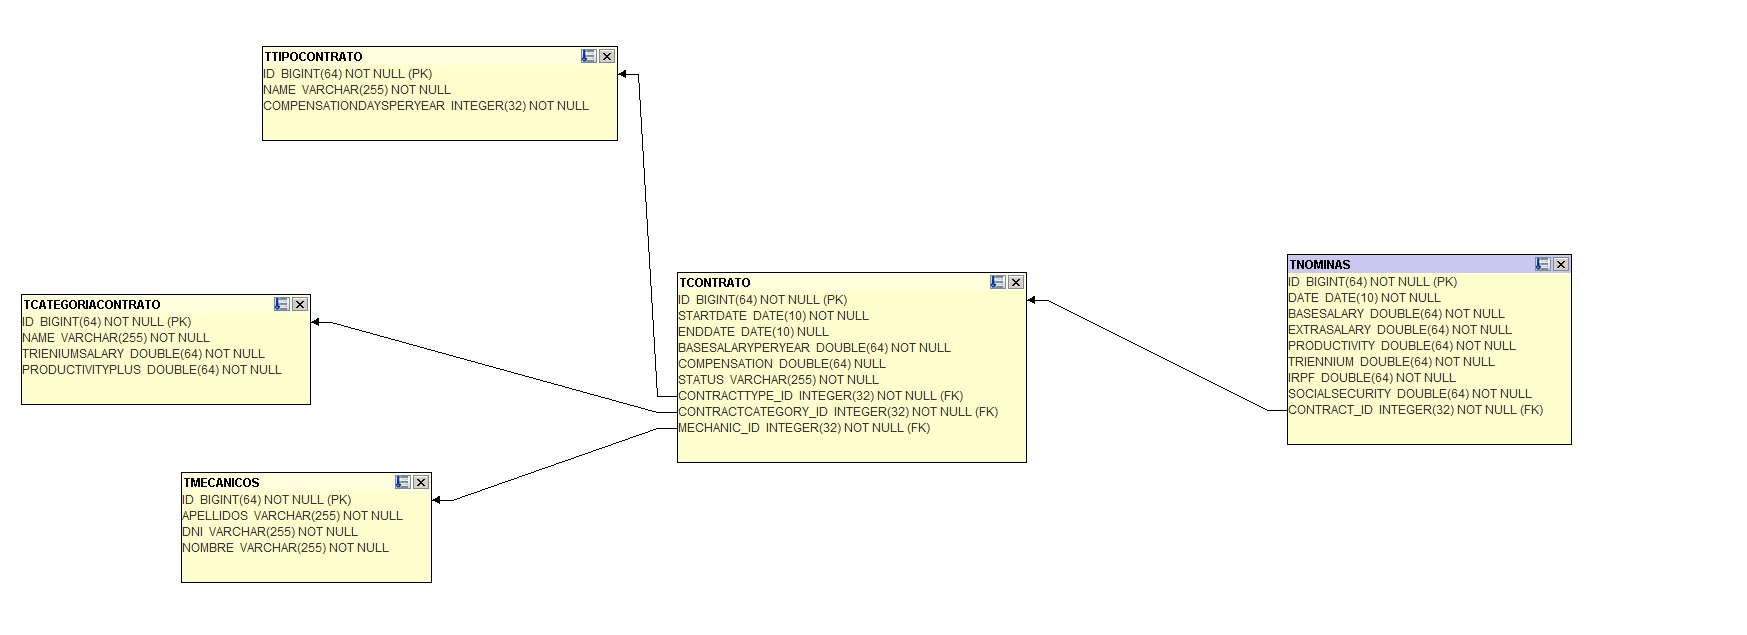 TTIPOCONTRATO
ID BIGINT(64) NOT NULL (PK)
NAME VARCHAR(255) NOT NULL
COMPENSATIONDAYSPERYEAR INTEGER(32) NOT NULL
TCATEGORIACONTRATO
ID BIGINT(64) NOT NULL (PK)
NAME VARCHAR(255) NOT NULL
TRIENIUMSALARY DOUBLE(64) NOT NULL
PRODUCTIVITYPLUS DOUBLE(64) NOT NULL
TMECANICOS
ID BIGINT(64) NOT NULL (PK)
APELLIDOS VARCHAR(255) NOT NULL
DNI VARCHAR(255) NOT NULL
NOMBRE VARCHAR(255) NOT NULL
TCONTRATO
ID BIGINT(64) NOT NULL (PK)
STARTDATE DATE(10) NOT NULL
ENDDATE DATE(10) NULL
BASESALARYPERYEAR DOUBLE(64) NOT NULL
COMPENSATION DOUBLE(64) NULL
STATUS VARCHAR(255) NOT NULL
CONTRACTTYPE_ID INTEGER(32) NOT NULL (FK)
CONTRACTCATEGORY_ID INTEGER(32) NOT NULL (FK)
MECHANIC_ID INTEGER(32) NOT NULL (FK)
TNOMINAS
ID BIGINT(64) NOT NULL (PK)
DATE DATE(10) NOT NULL
BASESALARY DOUBLE(64) NOT NULL
EXTRASALARY DOUBLE(64) NOT NULL
PRODUCTIVITY DOUBLE(64) NOT NULL
TRIENNIUM DOUBLE(64) NOT NULL
IRPF DOUBLE(64) NOT NULL
SOCIALSECURITY DOUBLE(64) NOT NULL
CONTRACT_ID INTEGER(32) NOT NULL (FK)